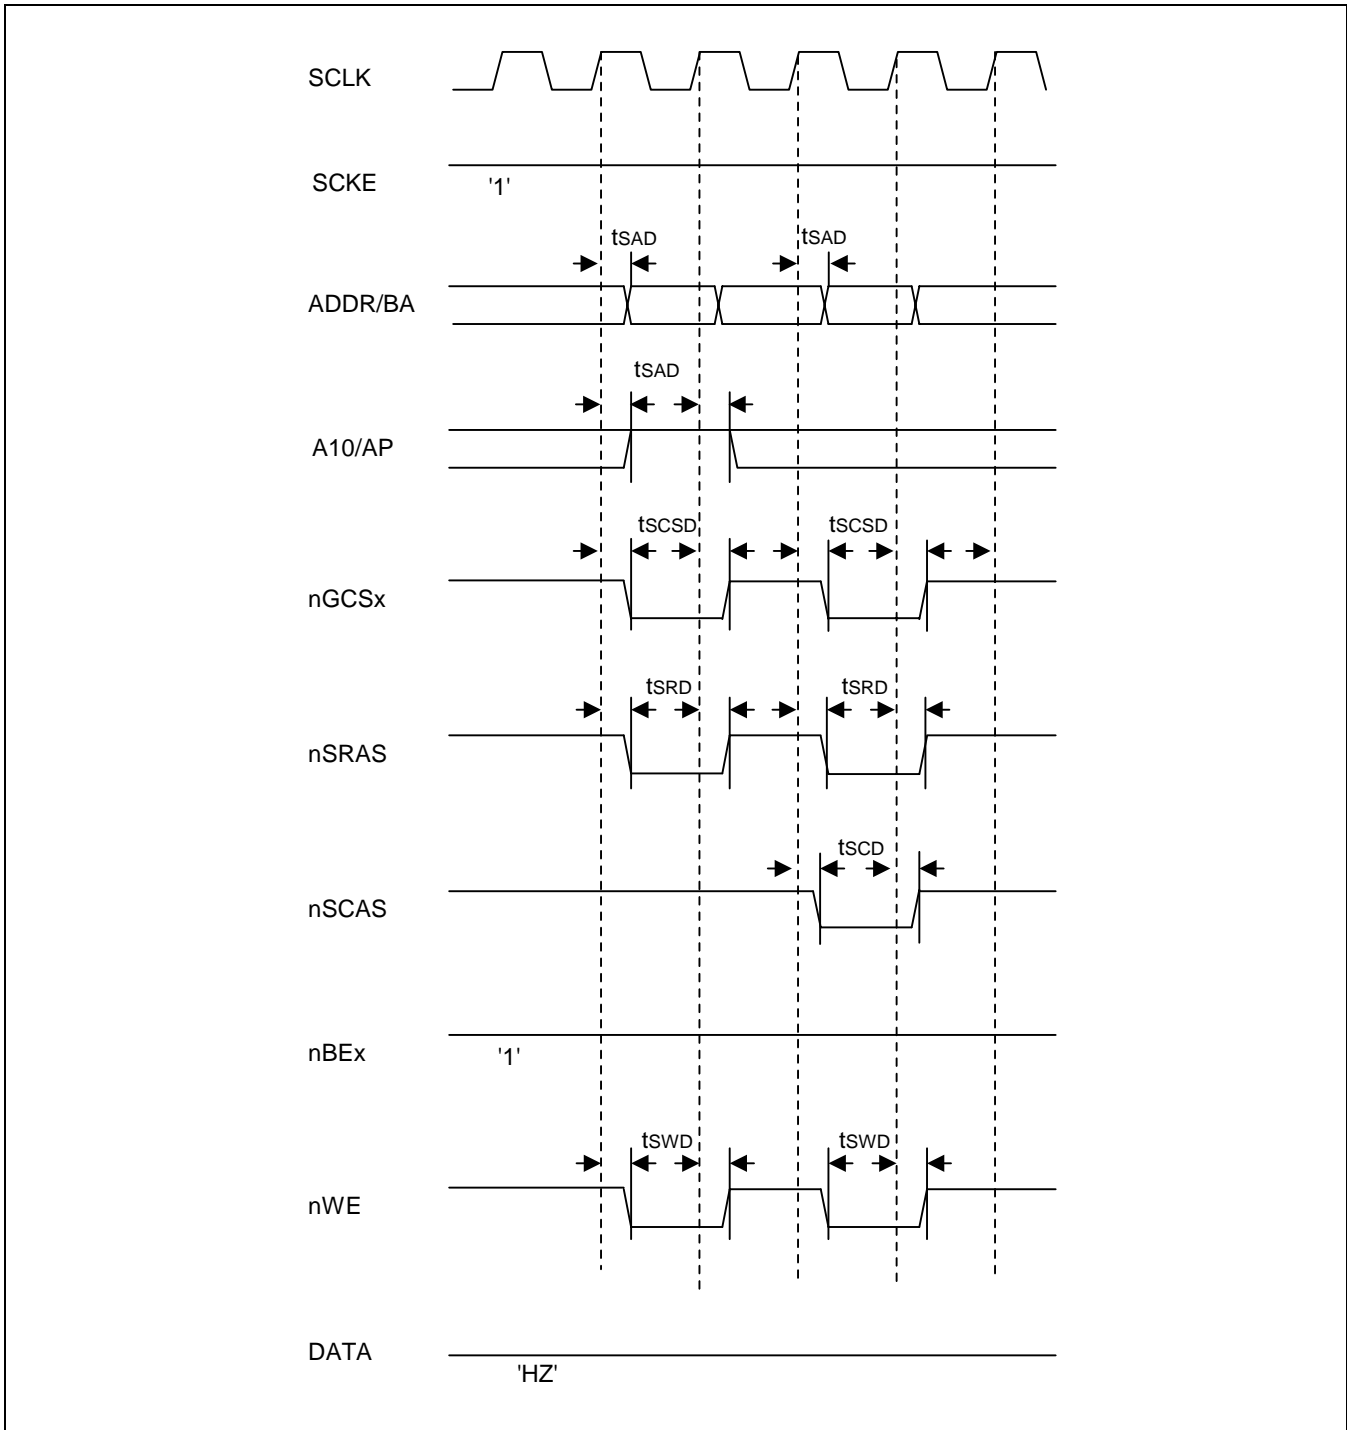 SCLK
SCKE
'1'
tSAD tSAD
ADDR/BA
tSAD
A10/AP
tSCSD tSCSD
nGCSx
tSRD tSRD
nSRAS
tSCD
nSCAS
nBEx
'1'
tSWD tSWD
nWE
DATA
'HZ'